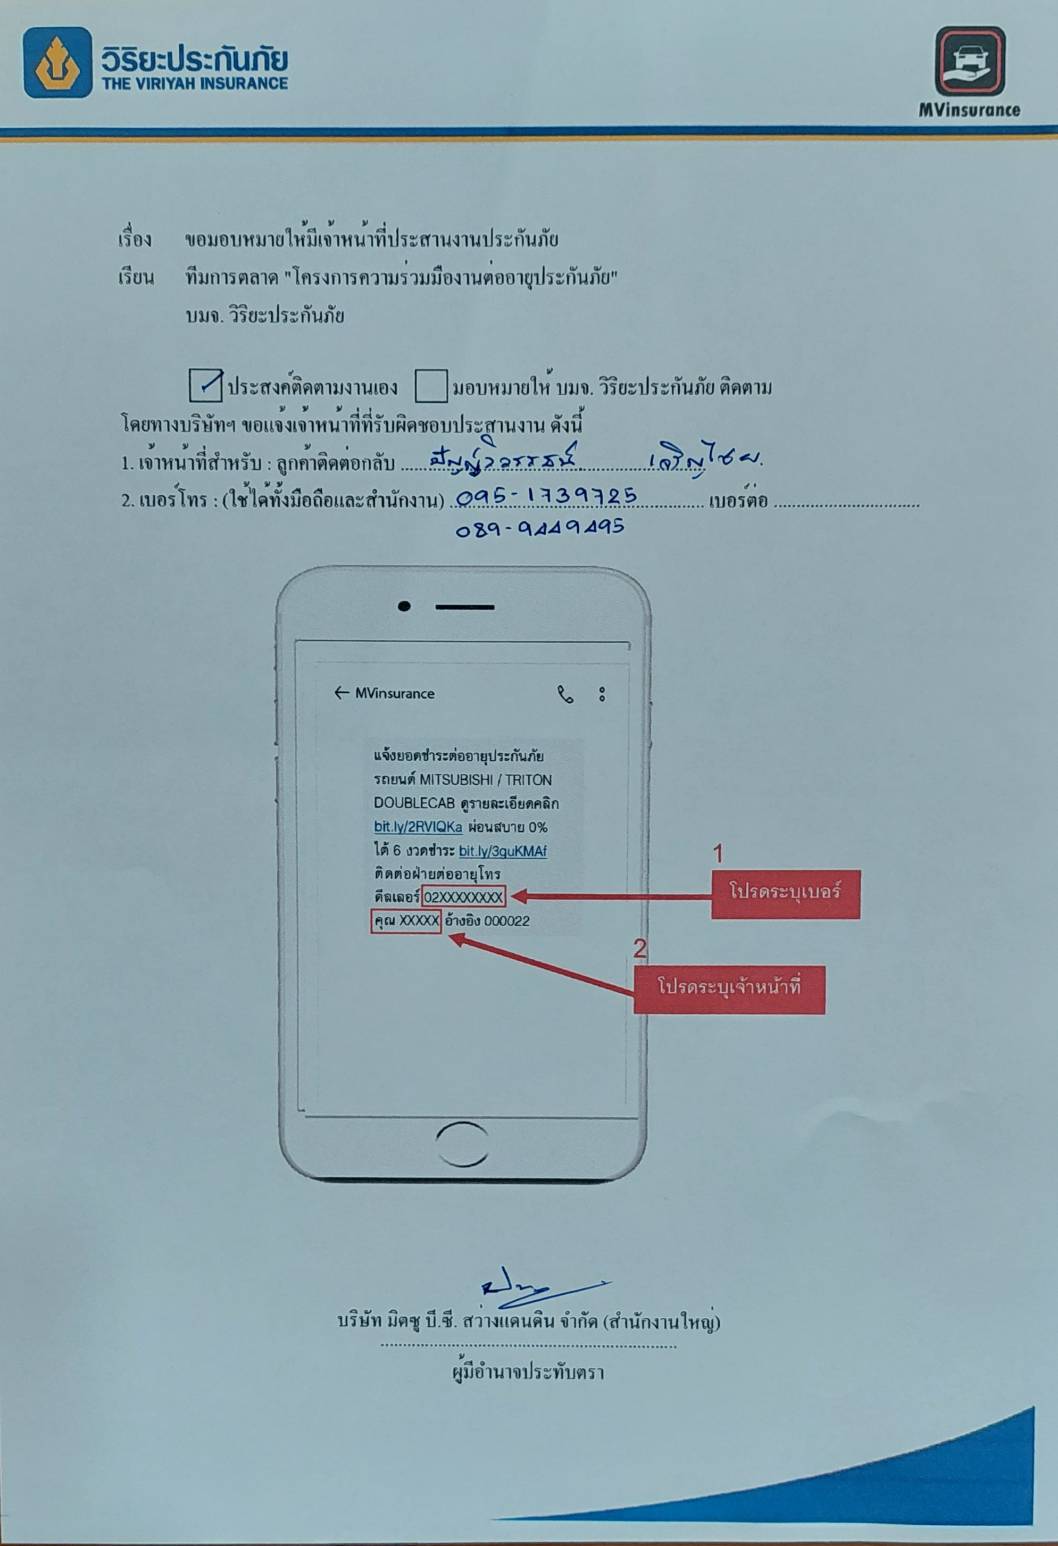 วิริยะประกันภัย
THE VIRIYAH INSURANCE
MVinsurance
เรื่อง ขอมอบหมายให้มีเจ้าหน้าที่ประสานงานประกันภัย
เรียน ทีมการตลาด "โครงการความร่วมมืองานต่ออายุประกันภัย"
บมจ. วิริยะประกันภัย
ประสงค์ติดตามงานเอง มอบหมายให้ บมจ. วิริยะประกันภัย ติดตาม
โดยทางบริษัทฯ ขอแจ้งเจ้าหน้าที่ที่รับผิดชอบประสานงาน ดังนี้
1. เจ้าหน้าที่สำหรับ : ลูกค้าติดต่อกลับ ..... เจริญไชย.
2. เบอร์โทร : (ใช้ได้ทั้งมือถือและสำนักงาน) 095-1739725 เบอร์ต่อ .....
089-9449495
← MVinsurance
แจ้งยอดชำระต่ออายุประกันภัย
รถยนต์ MITSUBISHI / TRITON
DOUBLECAB ดูรายละเอียดคลิก
bit.ly/2RVIQKa ผ่อนสบาย 0%
ได้ 6 งวดชำระ bit.ly/3guKMAf
ติดต่อฝ่ายต่ออายุโทร
ดีลเลอร์ 02XXXXXXXX
คุณ XXXXX อ้างอิง 000022
1
โปรดระบุเบอร์
2
โปรดระบุเจ้าหน้าที่
บริษัท มิตซู บี.ซี. สว่างแดนดิน จำกัด (สำนักงานใหญ่)
ผู้มีอำนาจประทับตรา